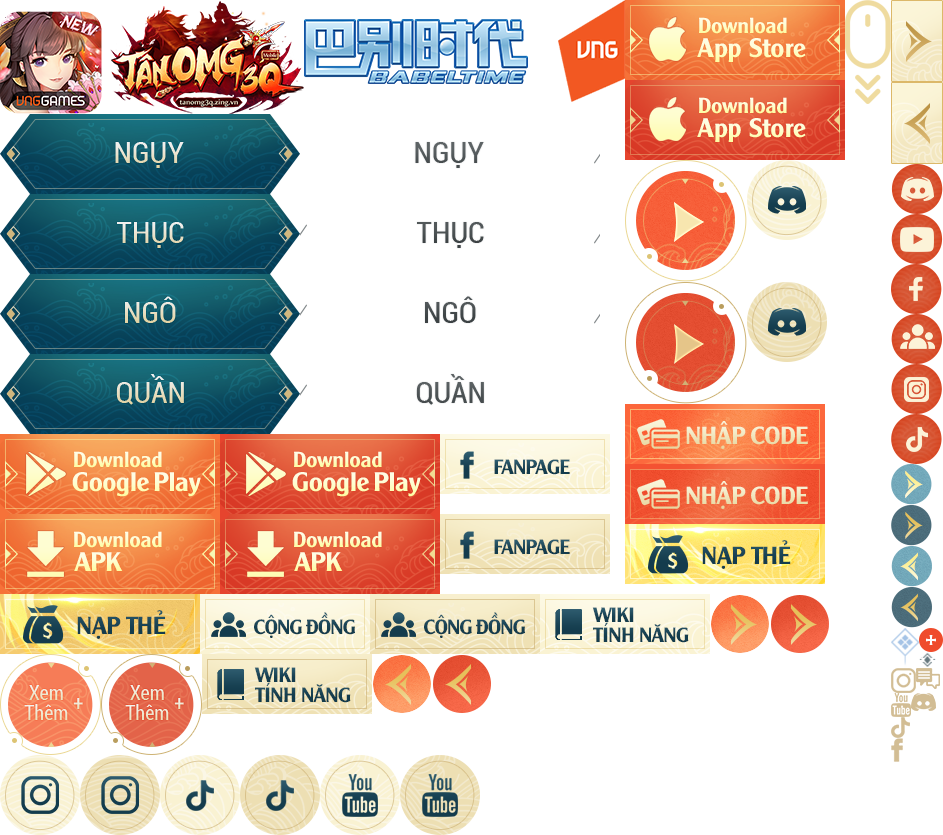 NEW
VNGGAMES
TÂN OMG
3Q
Mobile
tanomg3q.zing.vn
巴别时代
BABELTIME
VNG
Download
App Store
Download
App Store
NGỤY
NGỤY
THỤC
THỤC
NGÔ
NGÔ
QUẦN
QUẦN
Download
Google Play
Download
Google Play
FANPAGE
NHẬP CODE
NHẬP CODE
Download
APK
Download
APK
FANPAGE
NẠP THẺ
NẠP THẺ
CỘNG ĐỒNG
CỘNG ĐỒNG
WIKI
TÍNH NĂNG
Xem
Thêm +
Xem
Thêm +
WIKI
TÍNH NĂNG
You
Tube
You
Tube
You
Tube